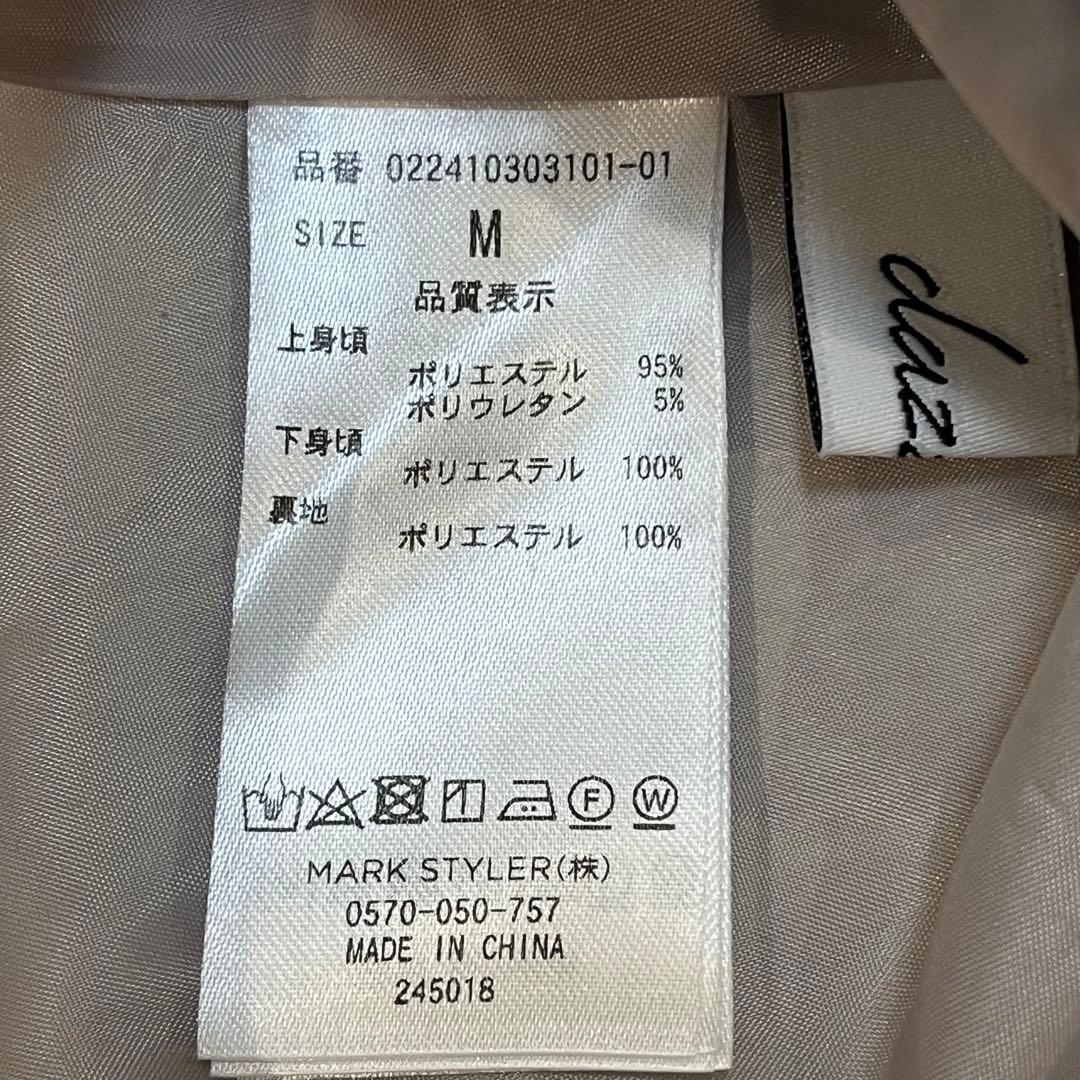 品番 022410303101-01
SIZE M
品質表示
上身頃
ポリエステル 95%
ポリウレタン 5%
下身頃
ポリエステル 100%
裏地
ポリエステル 100%
F W
MARK STYLER(株)
0570-050-757
MADE IN CHINA
245018